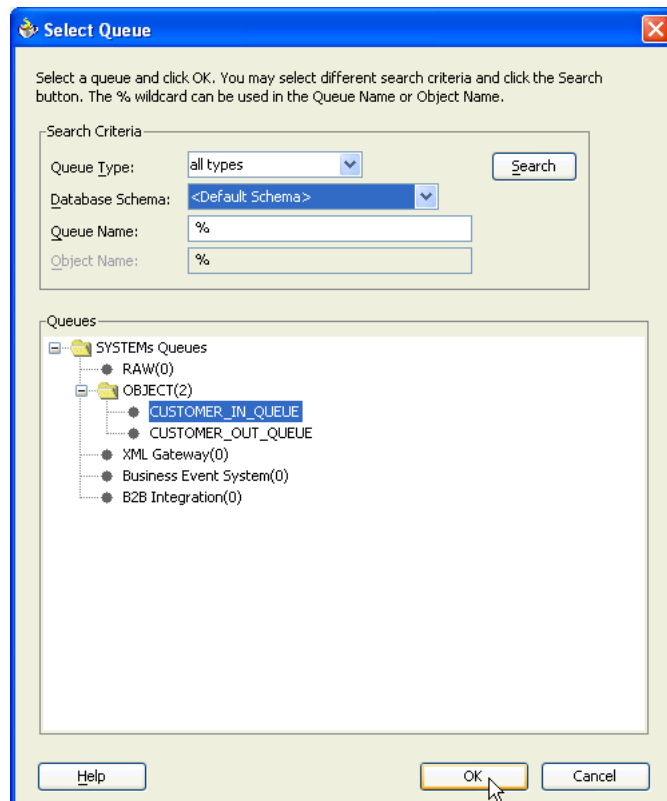 Select Queue
Select a queue and click OK. You may select different search criteria and click the Search
button. The % wildcard can be used in the Queue Name or Object Name.
Search Criteria
Queue Type: all types Search
Database Schema: <Default Schema>
Queue Name: %
Object Name: %
Queues
SYSTEMs Queues
RAW(0)
OBJECT(2)
CUSTOMER_IN_QUEUE
CUSTOMER_OUT_QUEUE
XML Gateway(0)
Business Event System(0)
B2B Integration(0)
Help OK Cancel